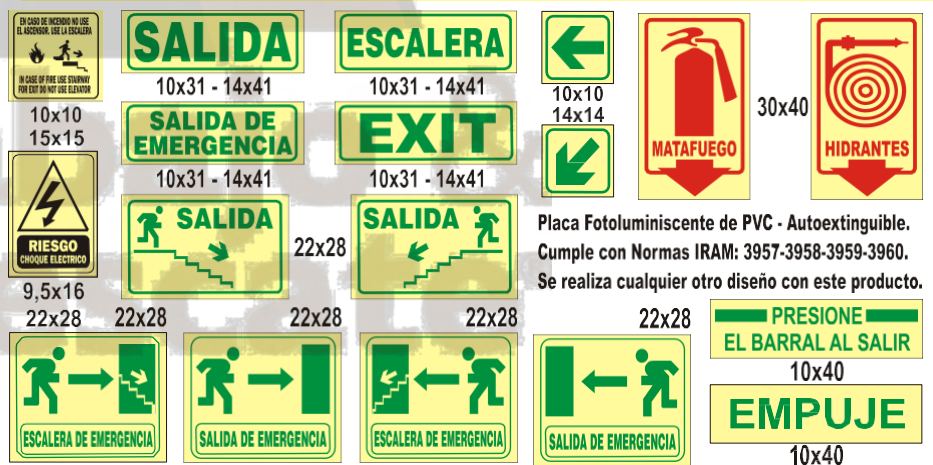 EN CASO DE INCENDIO NO USE
EL ASCENSOR. USE LA ESCALERA
IN CASE OF FIRE USE STAIRWAY
FOR EXIT DO NOT USE ELEVATOR
10x10
15x15
SALIDA
10x31 - 14x41
ESCALERA
10x31 - 14x41
10x10
14x14
MATAFUEGO
30x40
HIDRANTES
SALIDA DE
EMERGENCIA
10x31 - 14x41
EXIT
10x31 - 14x41
RIESGO
CHOQUE ELECTRICO
9,5x16
SALIDA
22x28
SALIDA
Placa Fotoluminiscente de PVC - Autoextinguible.
Cumple con Normas IRAM: 3957-3958-3959-3960.
Se realiza cualquier otro diseño con este producto.
22x28
ESCALERA DE EMERGENCIA
22x28
22x28
SALIDA DE EMERGENCIA
22x28
ESCALERA DE EMERGENCIA
22x28
SALIDA DE EMERGENCIA
PRESIONE
EL BARRAL AL SALIR
10x40
EMPUJE
10x40